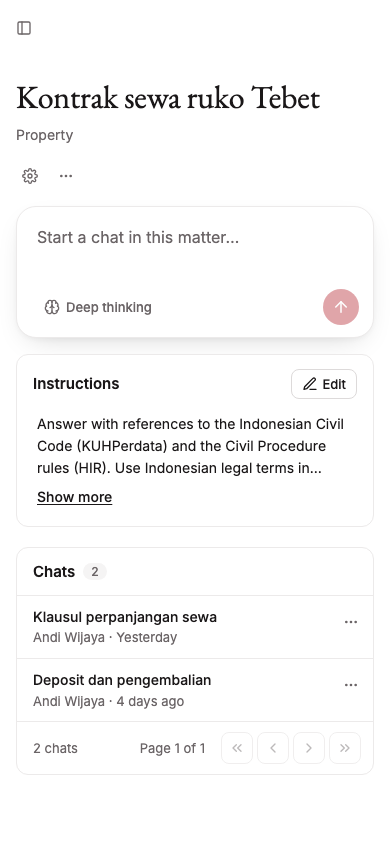 Kontrak sewa ruko Tebet
Property
Start a chat in this matter...
Deep thinking
Instructions
Edit
Answer with references to the Indonesian Civil
Code (KUHPerdata) and the Civil Procedure
rules (HIR). Use Indonesian legal terms in...
Show more
Chats 2
Klausul perpanjangan sewa
Andi Wijaya · Yesterday
Deposit dan pengembalian
Andi Wijaya · 4 days ago
2 chats
Page 1 of 1